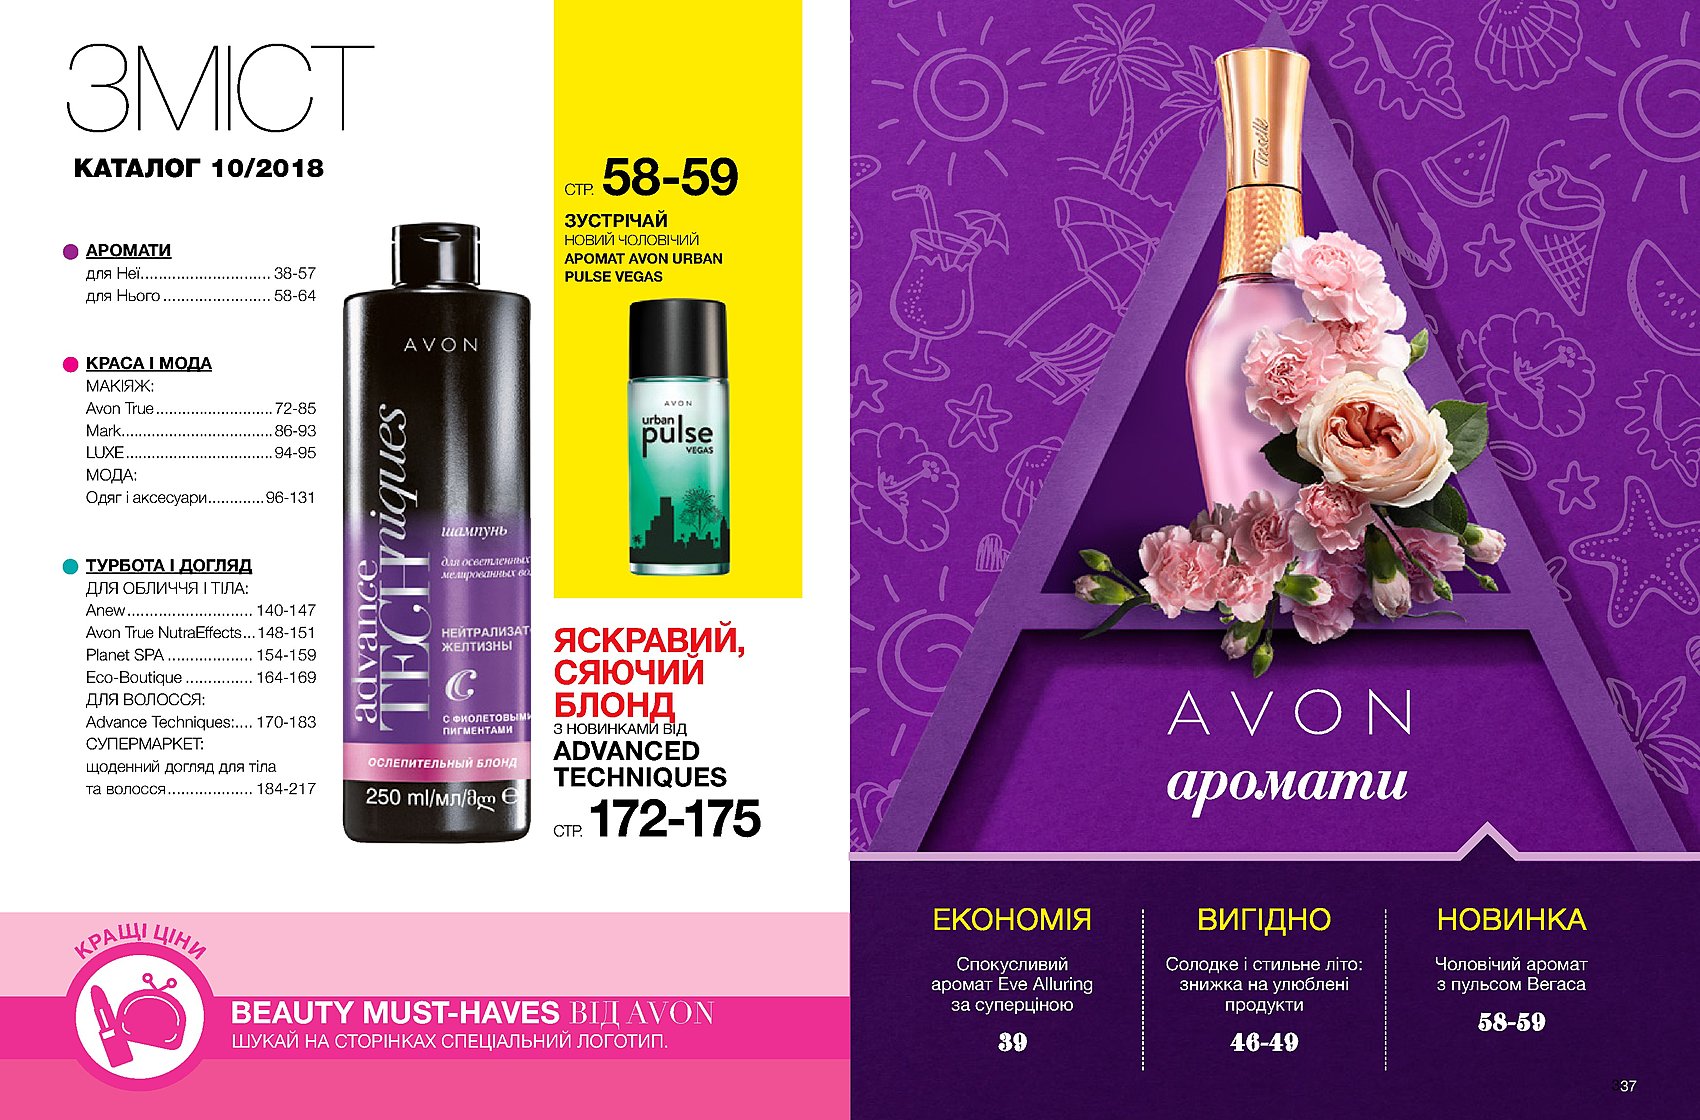 ЗМІСТ
КАТАЛОГ 10/2018
АРОМАТИ
для Неї............................. 38-57
для Нього ........................ 58-64
КРАСА І МОДА
МАКІЯЖ:
Avon True........................... 72-85
Mark................................... 86-93
LUXE.................................. 94-95
МОДА:
Одяг і аксесуари............. 96-131
ТУРБОТА І ДОГЛЯД
ДЛЯ ОБЛИЧЧЯ І ТІЛА:
Anew............................ 140-147
Avon True NutraEffects... 148-151
Planet SPA ................... 154-159
Eco-Boutique ............... 164-169
ДЛЯ ВОЛОССЯ:
Advance Techniques:.... 170-183
СУПЕРМАРКЕТ:
щоденний догляд для тіла
та волосся................... 184-217
AVON
advance
TECHniques
шампунь
для осветленных
мелированных во
НЕЙТРАЛИЗАТ
ЖЕЛТИЗНЫ
С ФИОЛЕТОВЫМИ
ПИГМЕНТАМИ
ОСЛЕПИТЕЛЬНЫЙ БЛОНД
250 ml/мл/მლ ℮
СТР. 58-59
ЗУСТРІЧАЙ
НОВИЙ ЧОЛОВІЧИЙ
АРОМАТ AVON URBAN
PULSE VEGAS
AVON
urban
pulse
VEGAS
ЯСКРАВИЙ,
СЯЮЧИЙ
БЛОНД
З НОВИНКАМИ ВІД
ADVANCED
TECHNIQUES
СТР. 172-175
КРАЩІ ЦІНИ
BEAUTY MUST-HAVES ВІД AVON
ШУКАЙ НА СТОРІНКАХ СПЕЦІАЛЬНИЙ ЛОГОТИП.
Treselle
AVON
аромати
ЕКОНОМІЯ
Спокусливий
аромат Eve Alluring
за суперціною
39
ВИГІДНО
Солодке і стильне літо:
знижка на улюблені
продукти
46-49
НОВИНКА
Чоловічий аромат
з пульсом Вегаса
58-59
37